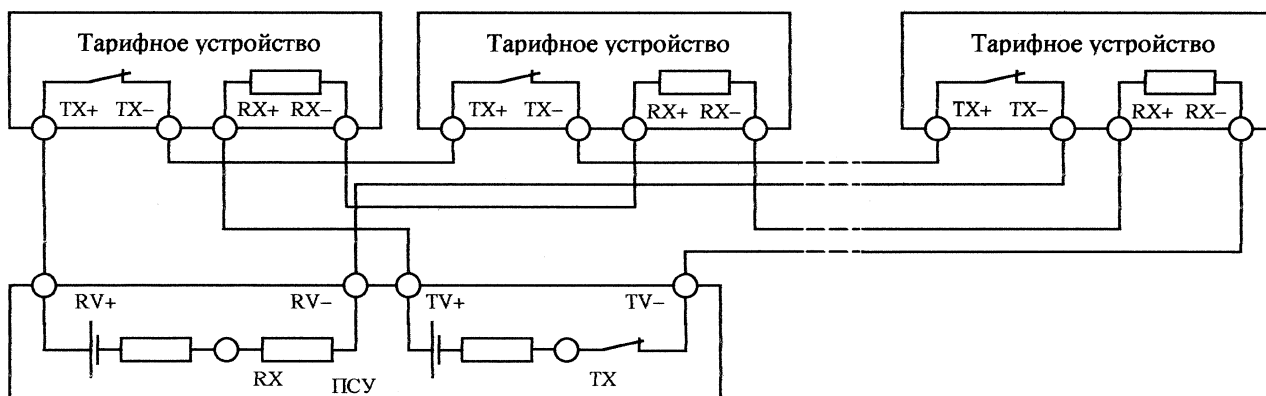 Тарифное устройство Тарифное устройство Тарифное устройство
TX+ TX– RX+ RX– TX+ TX– RX+ RX– TX+ TX– RX+ RX–
RV+ RV– TV+ TV–
RX ПСУ TX